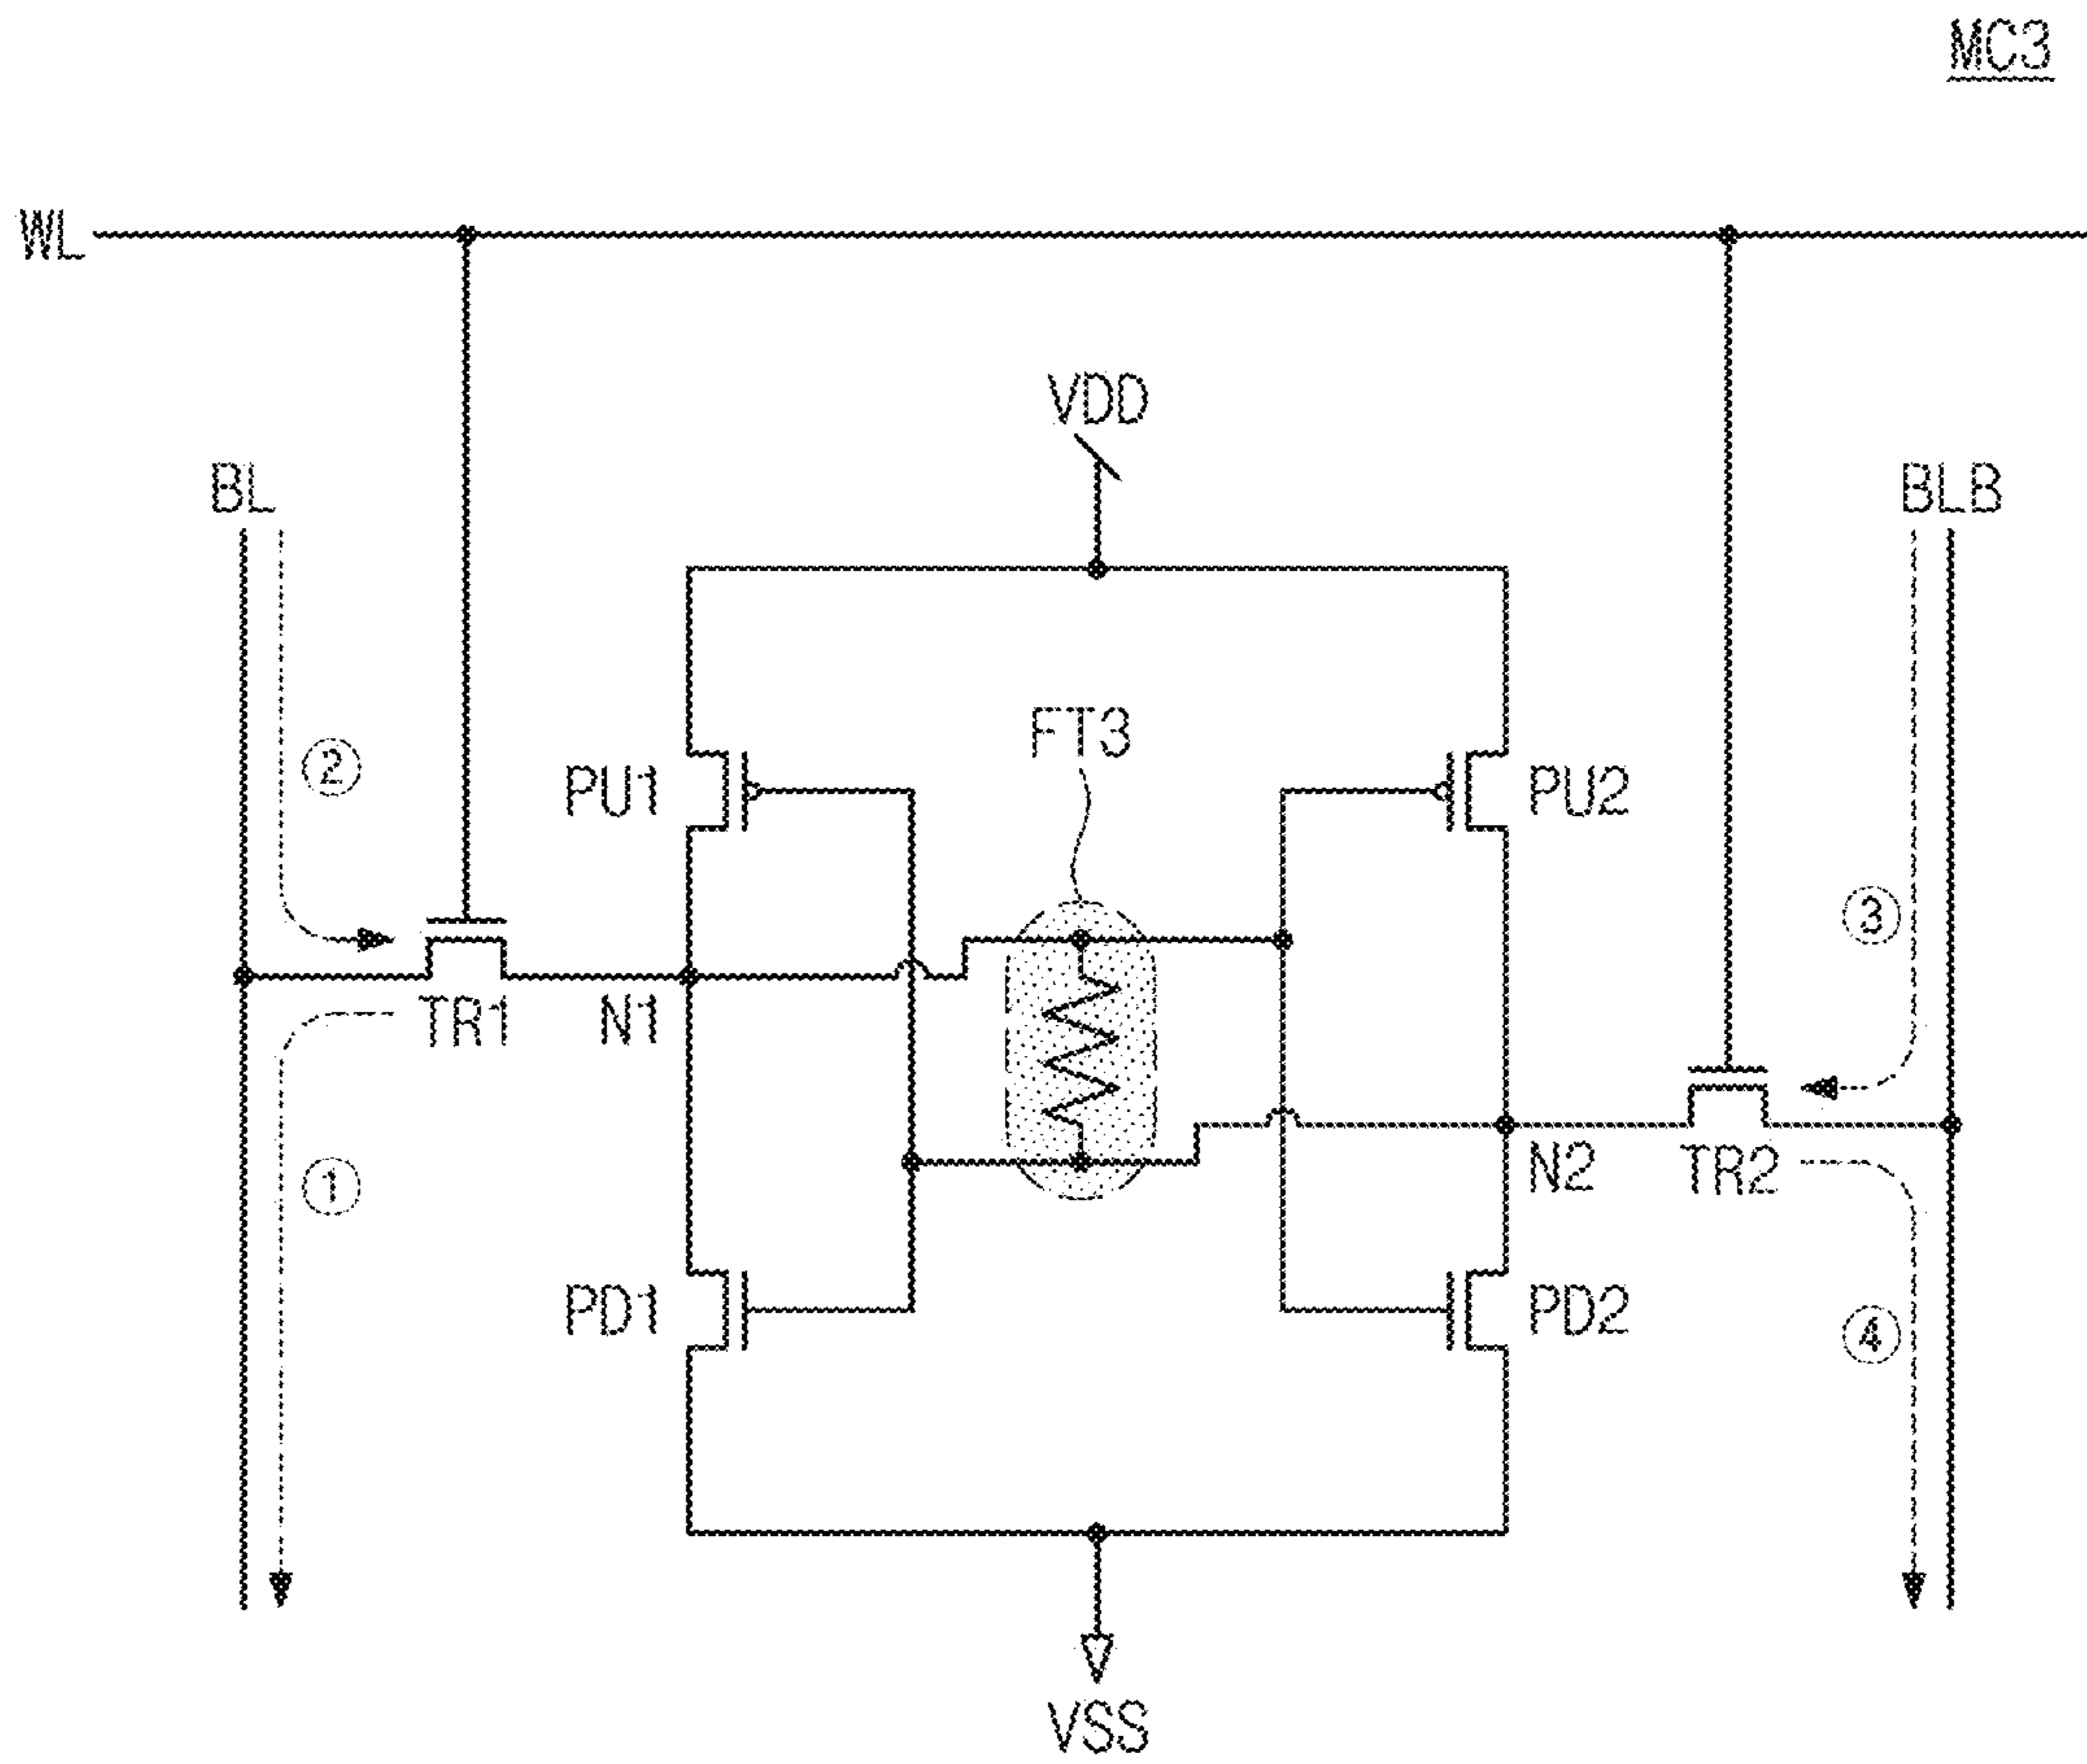 MC3
WL
VDD
BL
BLB
FT3
②
PU1
PU2
③
TR1
N1
①
N2
TR2
PD1
PD2
④
VSS